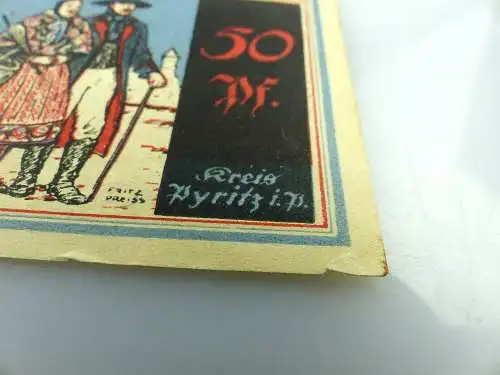 50
Pf.
Kreis
Pyritz i. P.
FRITZ
PREISS